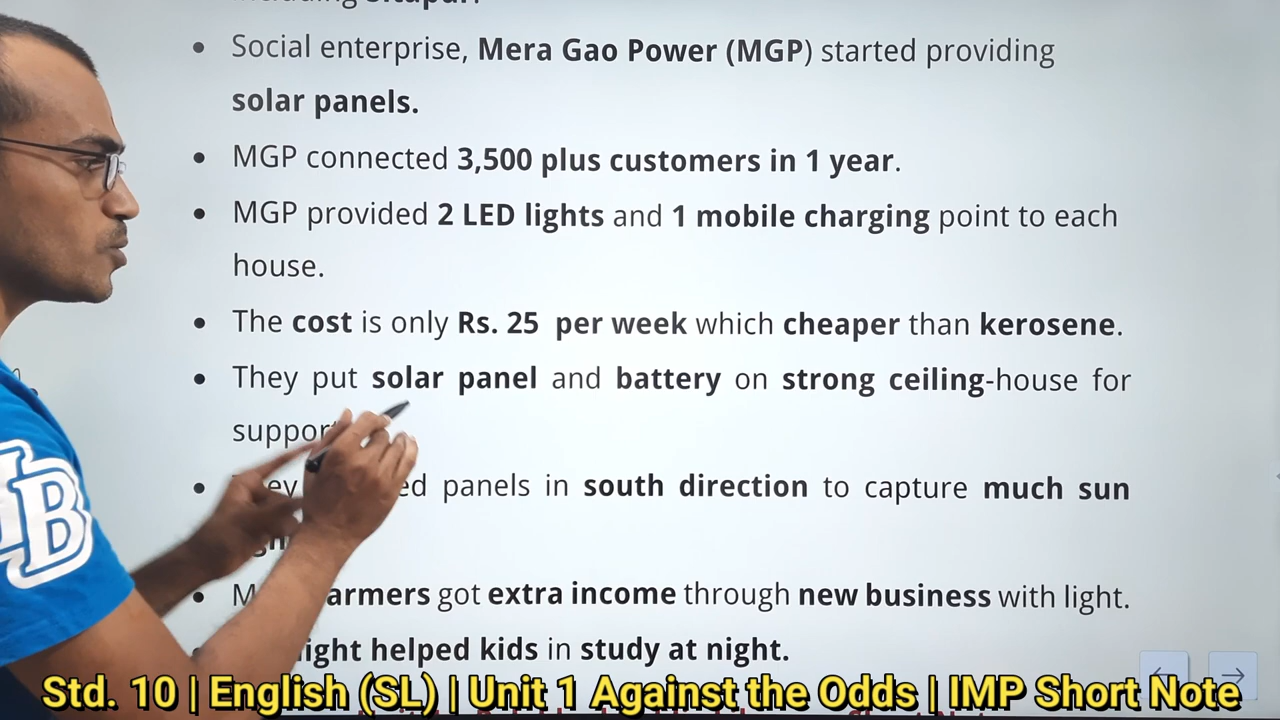 including Sitapur.
• Social enterprise, Mera Gao Power (MGP) started providing
solar panels.
• MGP connected 3,500 plus customers in 1 year.
• MGP provided 2 LED lights and 1 mobile charging point to each
house.
• The cost is only Rs. 25 per week which cheaper than kerosene.
• They put solar panel and battery on strong ceiling-house for
suppor
• ed panels in south direction to capture much sun
• armers got extra income through new business with light.
ight helped kids in study at night.
B
Std. 10 | English (SL) | Unit 1 Against the Odds | IMP Short Note